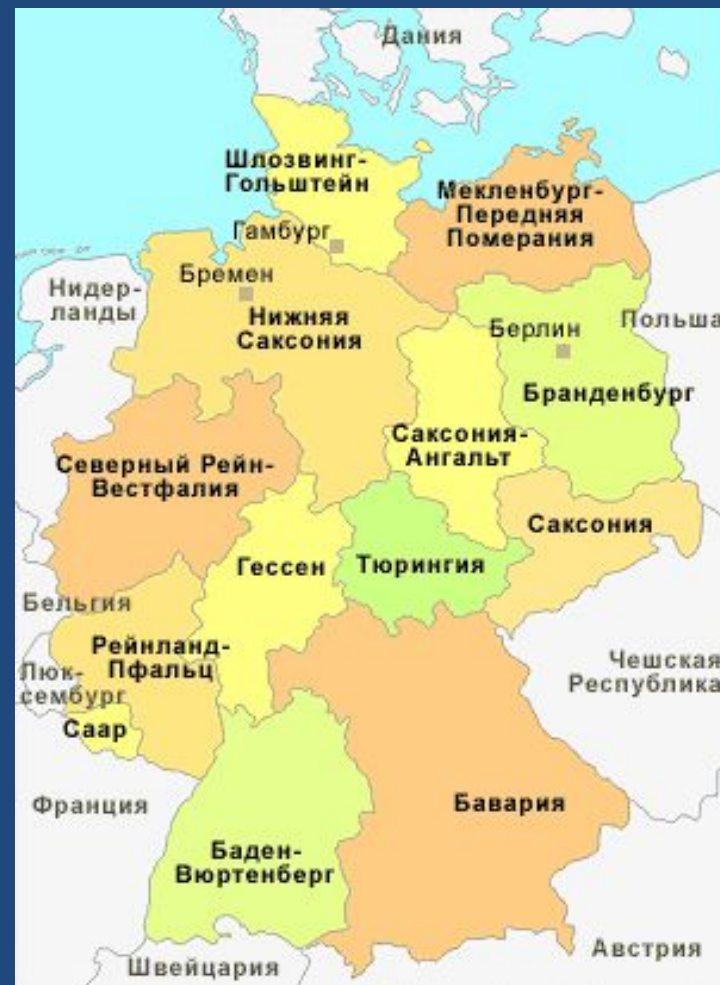 Дания
Шлозвинг-
Гольштейн
Мекленбург-
Передняя
Померания
Гамбург
Бремен
Нидер-
ланды
Нижняя
Саксония
Берлин
Польша
Бранденбург
Саксония-
Ангальт
Северный Рейн-
Вестфалия
Саксония
Гессен
Тюрингия
Бельгия
Рейнланд-
Пфальц
Люк-
сембург
Чешская
Республика
Саар
Франция
Бавария
Баден-
Вюртенберг
Австрия
Швейцария